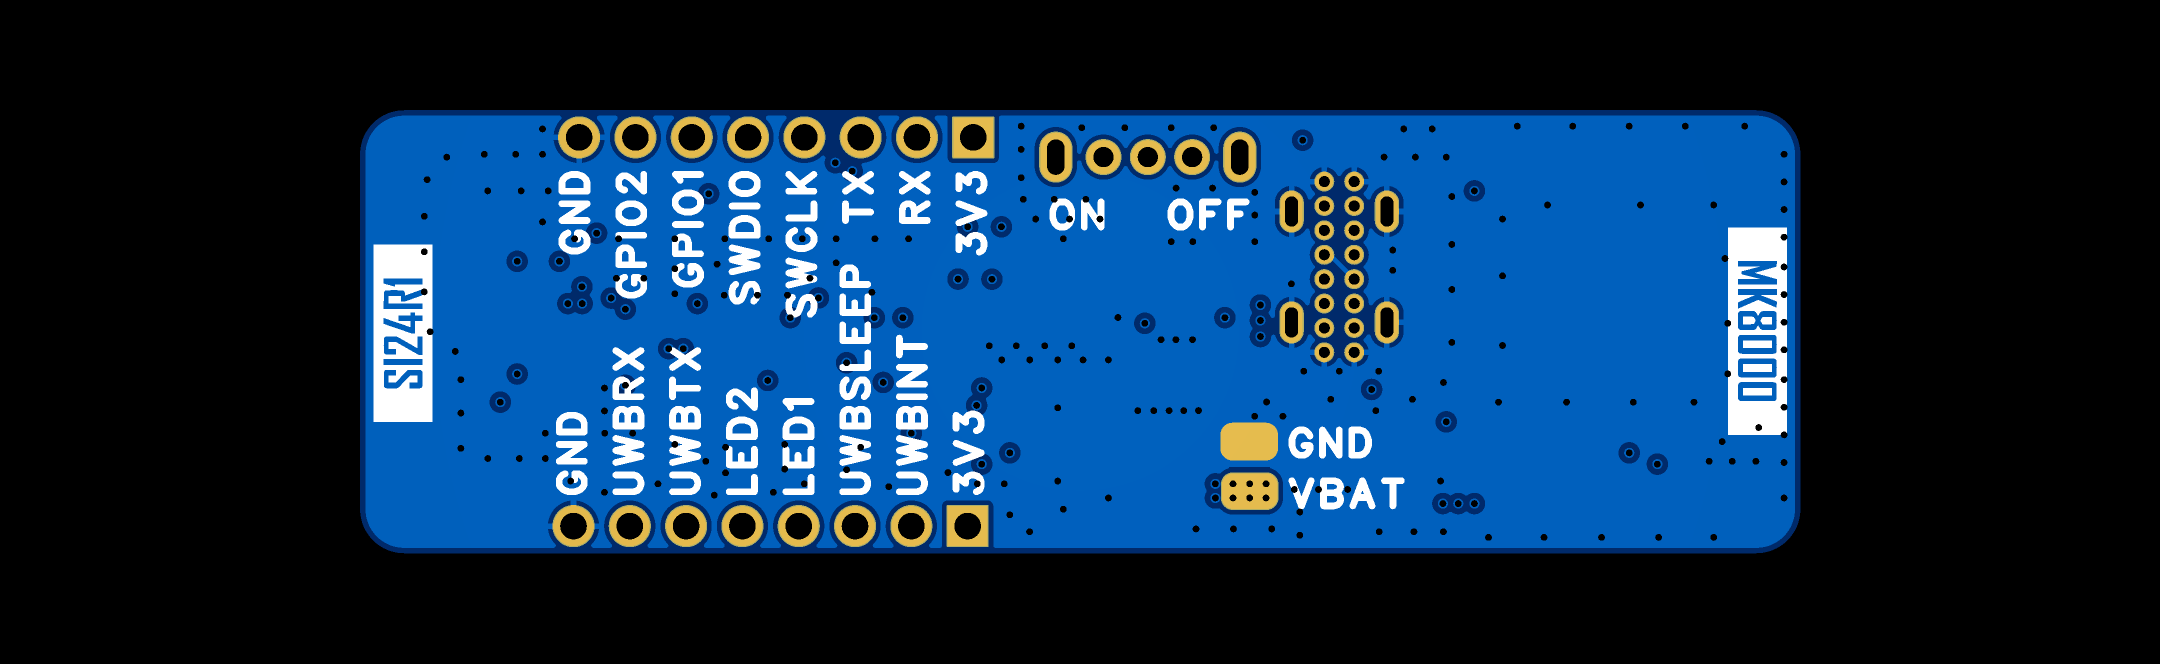 SI24R1
GND
GPIO2
GPIO1
SWDIO
SWCLK
TX
RX
3V3
ON
OFF
MK8000
GND
UWBRX
UWBTX
LED2
LED1
UWBSLEEP
UWBINT
3V3
GND
VBAT